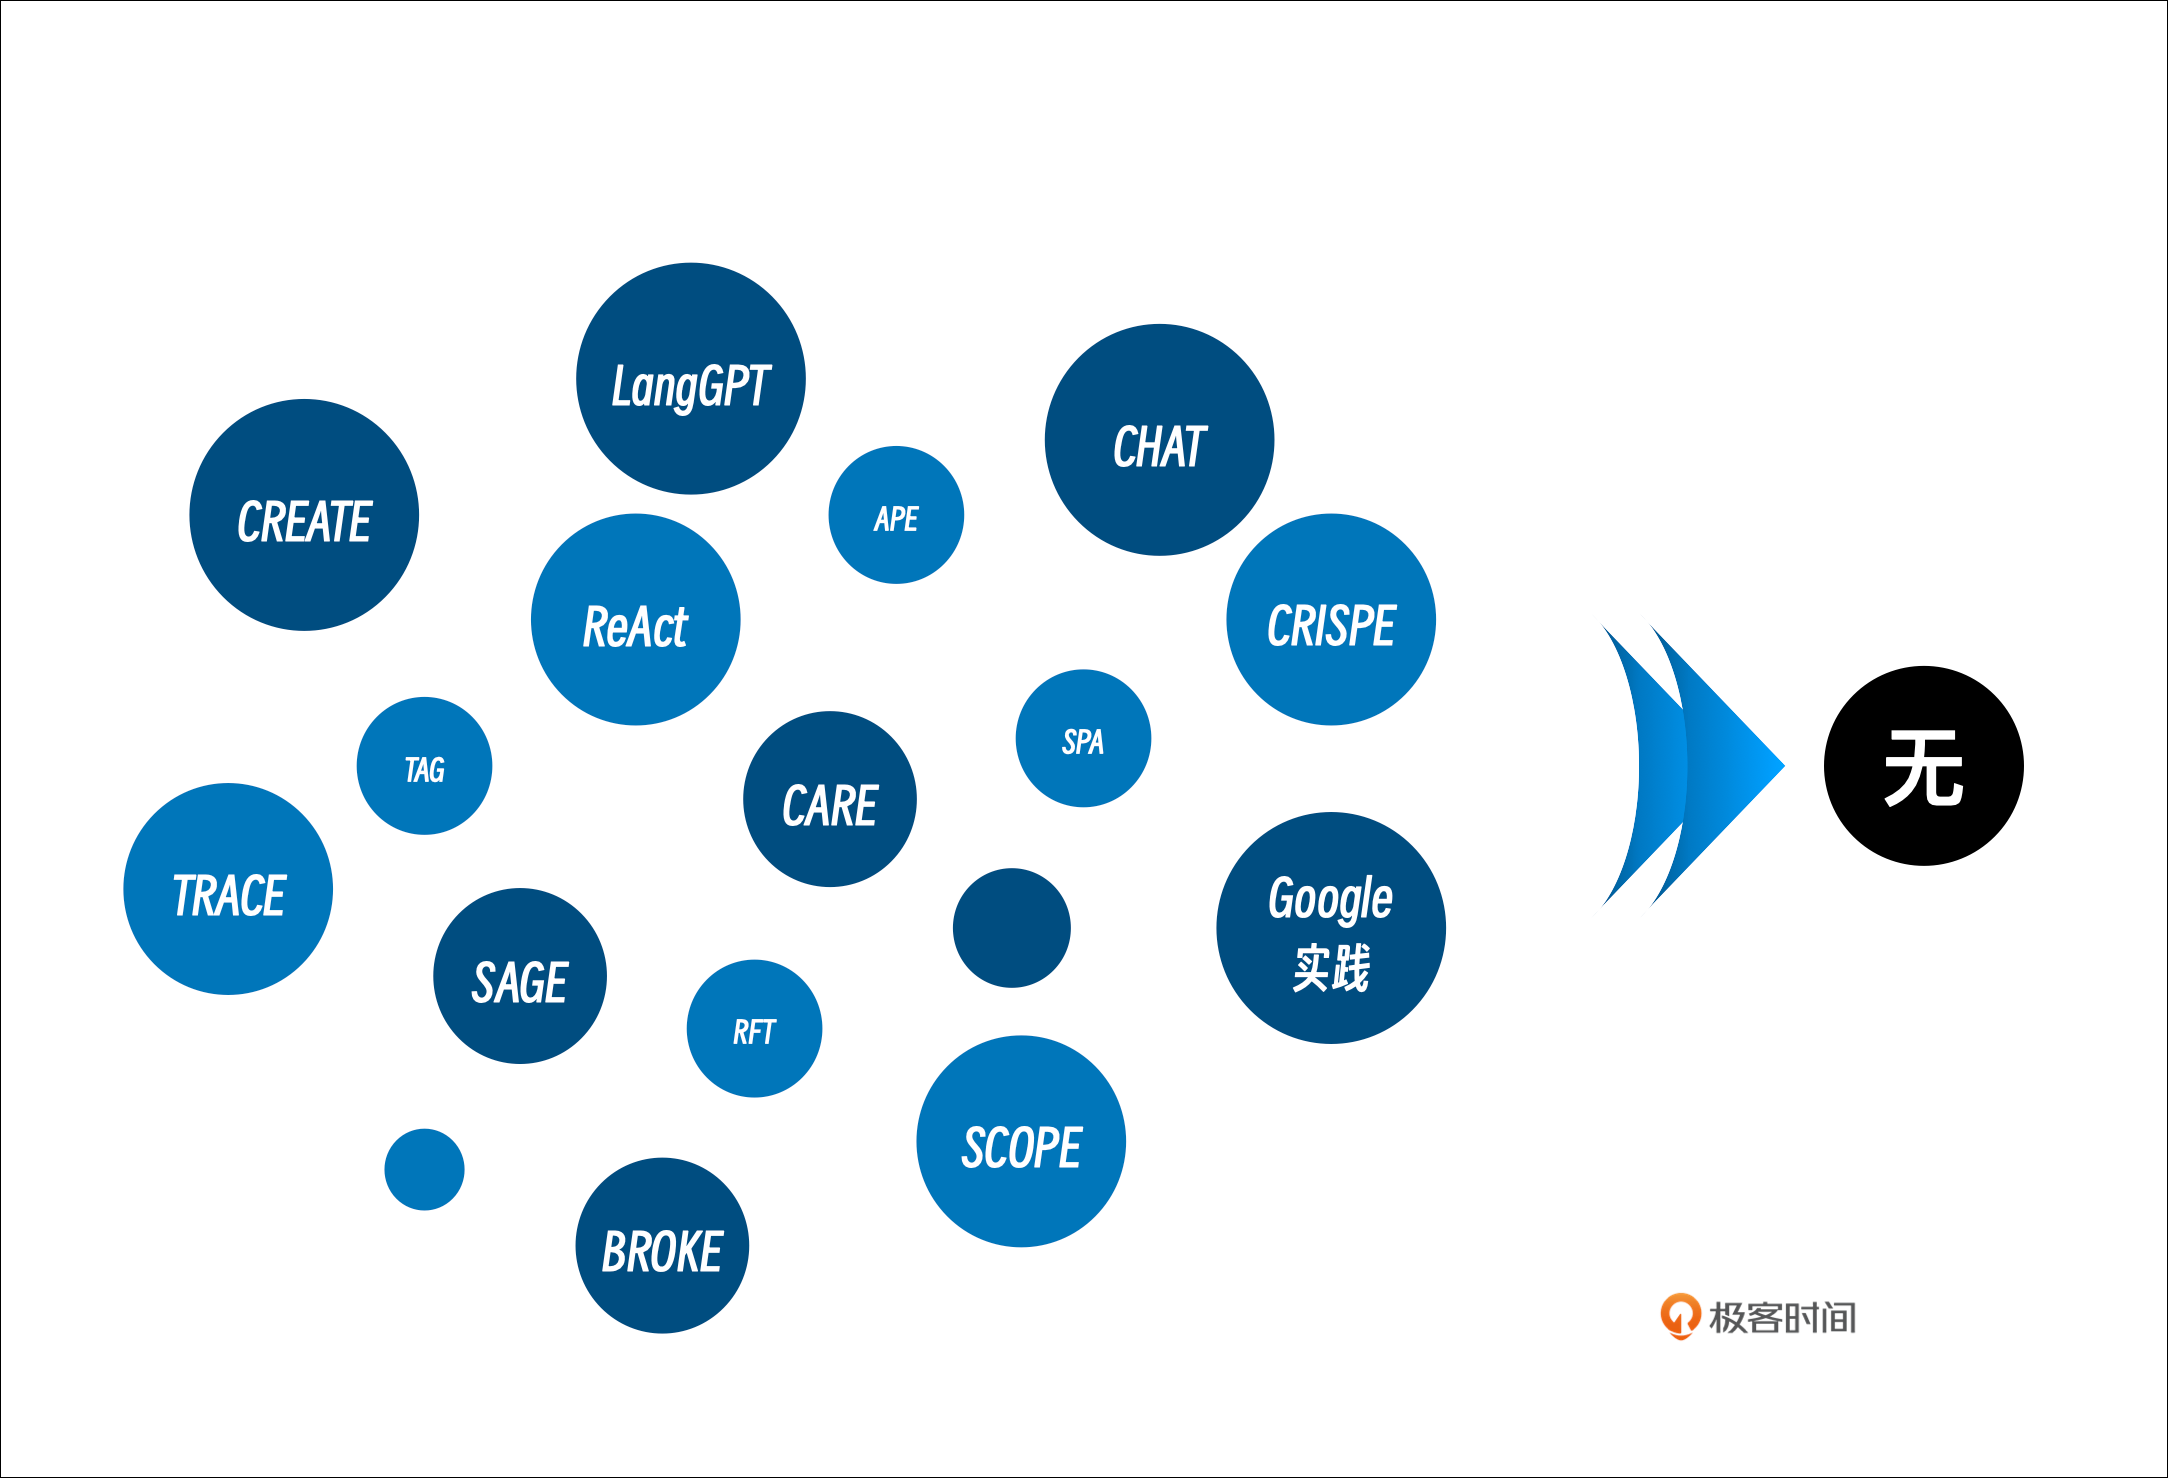 LangGPT
CHAT
CREATE
APE
ReAct
CRISPE
SPA
TAG
CARE
无
TRACE
Google
实践
SAGE
RFT
SCOPE
BROKE
极客时间